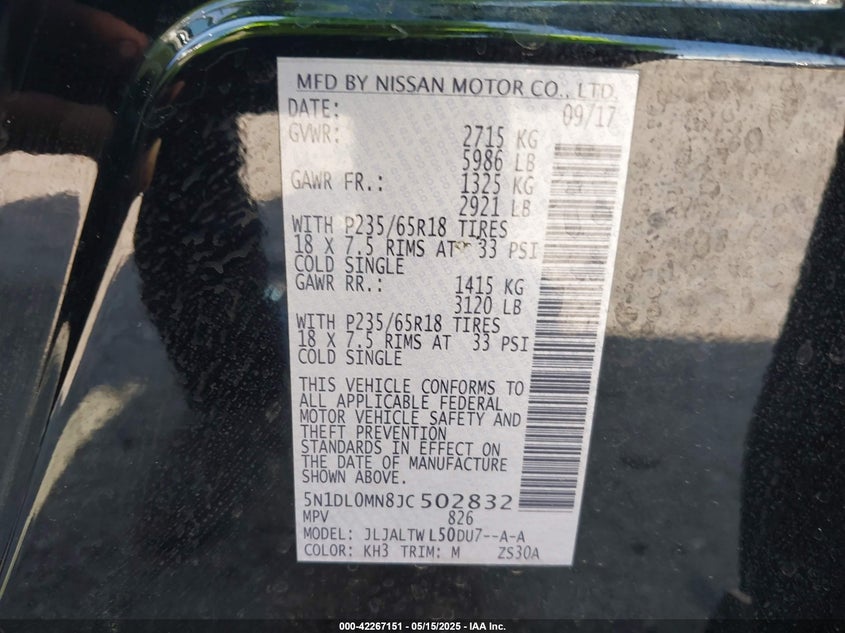 MFD BY NISSAN MOTOR CO., LTD.
DATE: 09/17
GVWR: 2715 KG
5986 LB
GAWR FR.: 1325 KG
2921 LB
WITH P235/65R18 TIRES
18 X 7.5 RIMS AT 33 PSI
COLD SINGLE
GAWR RR.: 1415 KG
3120 LB
WITH P235/65R18 TIRES
18 X 7.5 RIMS AT 33 PSI
COLD SINGLE
THIS VEHICLE CONFORMS TO
ALL APPLICABLE FEDERAL
MOTOR VEHICLE SAFETY AND
THEFT PREVENTION
STANDARDS IN EFFECT ON
THE DATE OF MANUFACTURE
SHOWN ABOVE.
5N1DL0MN8JC502832
MPV 826
MODEL: JLJALTWL50DU7--A-A
COLOR: KH3 TRIM: M ZS30A
000-42267151 - 05/15/2025 - IAA Inc.